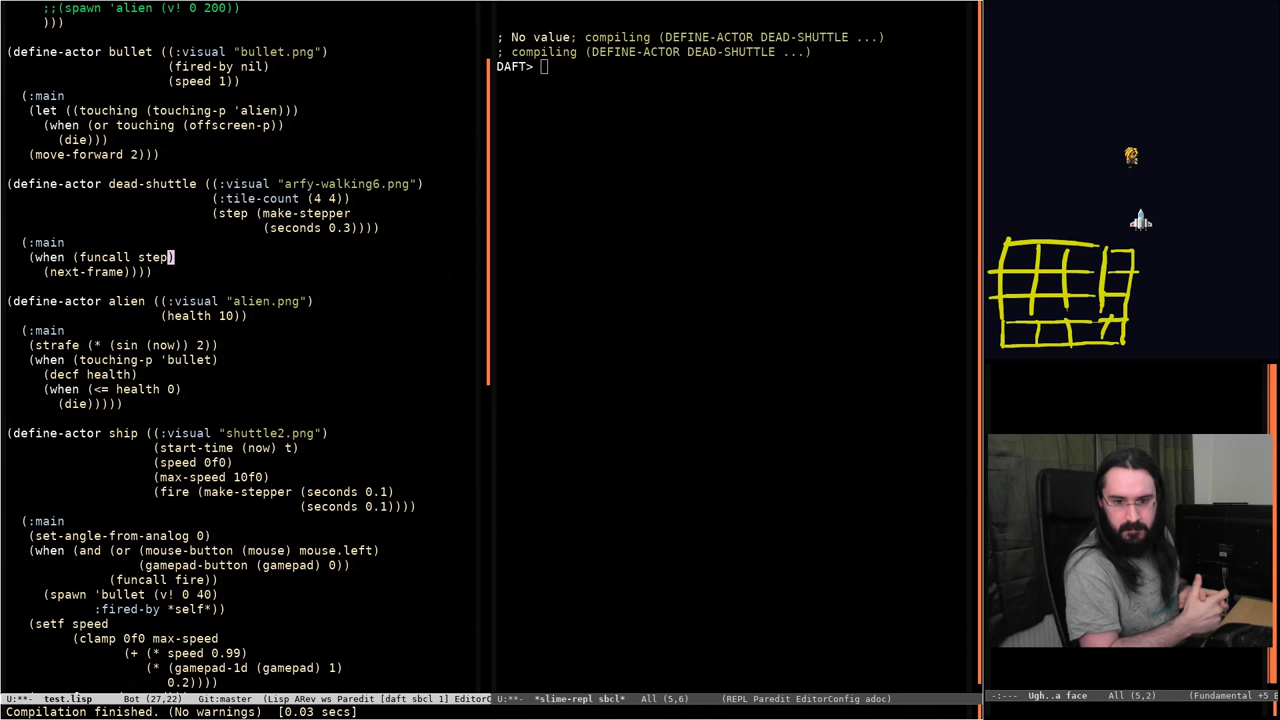 ;;(spawn 'alien (v! 0 200))
)))
(define-actor bullet ((:visual "bullet.png")
(fired-by nil)
(speed 1))
(:main
(let ((touching (touching-p 'alien)))
(when (or touching (offscreen-p))
(die)))
(move-forward 2)))
(define-actor dead-shuttle ((:visual "arfy-walking6.png")
(:tile-count (4 4))
(step (make-stepper
(seconds 0.3))))
(:main
(when (funcall step)
(next-frame))))
(define-actor alien ((:visual "alien.png")
(health 10))
(:main
(strafe (* (sin (now)) 2))
(when (touching-p 'bullet)
(decf health)
(when (<= health 0)
(die)))))
(define-actor ship ((:visual "shuttle2.png")
(start-time (now) t)
(speed 0f0)
(max-speed 10f0)
(fire (make-stepper (seconds 0.1)
(seconds 0.1))))
(:main
(set-angle-from-analog 0)
(when (and (or (mouse-button (mouse) mouse.left)
(gamepad-button (gamepad) 0))
(funcall fire))
(spawn 'bullet (v! 0 40)
:fired-by *self*))
(setf speed
(clamp 0f0 max-speed
(+ (* speed 0.99)
(* (gamepad-1d (gamepad) 1)
0.2))))
U:**- test.lisp Bot (27,22) Git:master (Lisp ARev ws Paredit [daft sbcl 1] EditorC
Compilation finished. (No warnings) [0.03 secs]
; No value; compiling (DEFINE-ACTOR DEAD-SHUTTLE ...)
; compiling (DEFINE-ACTOR DEAD-SHUTTLE ...)
DAFT>
U:**- *slime-repl sbcl* All (5,6) (REPL Paredit EditorConfig adoc)
-:--- Ugh..a face All (5,2) (Fundamental +5 E